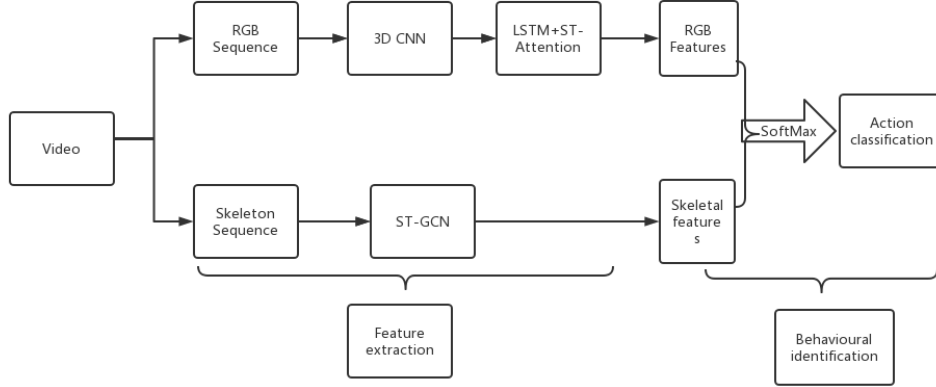 RGB
Sequence
3D CNN
LSTM+ST-
Attention
RGB
Features
Video
SoftMax
Action
classification
Skeleton
Sequence
ST-GCN
Skeletal
feature
s
Feature
extraction
Behavioural
identification